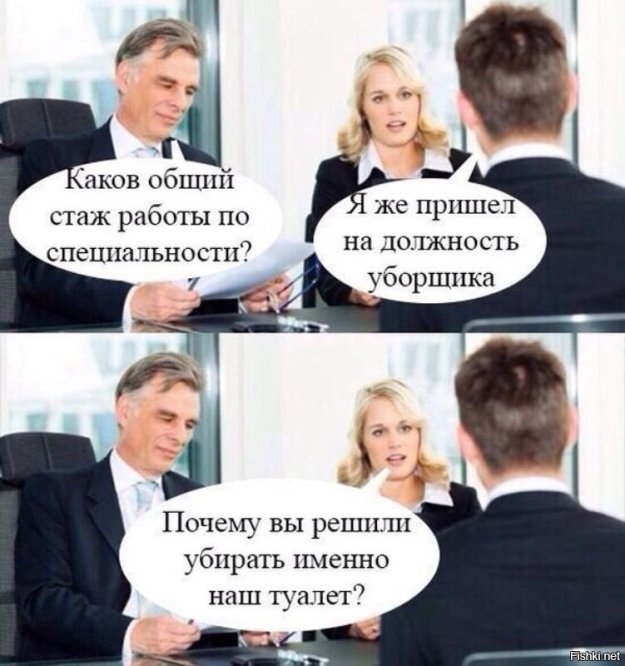 Каков общий
стаж работы по
специальности?
Я же пришел
на должность
уборщика
Почему вы решили
убирать именно
наш туалет?
Fishki.net